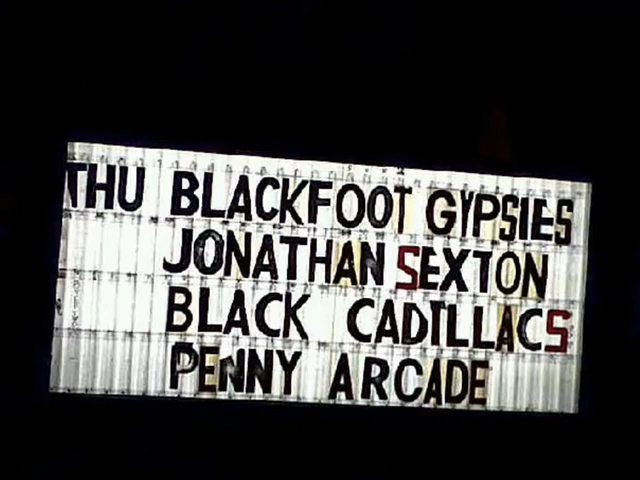 THU BLACKFOOT GYPSIES
JONATHAN SEXTON
BLACK CADILLACS
PENNY ARCADE